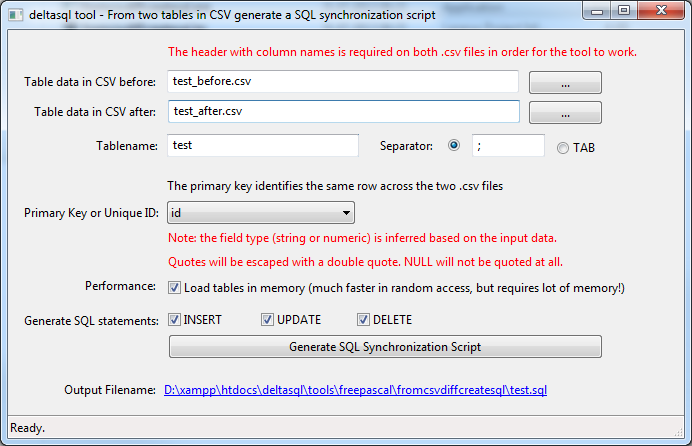 deltasql tool - From two tables in CSV generate a SQL synchronization script
The header with column names is required on both .csv files in order for the tool to work.
Table data in CSV before: test_before.csv ...
Table data in CSV after: test_after.csv ...
Tablename: test Separator: ; TAB
The primary key identifies the same row across the two .csv files
Primary Key or Unique ID: id
Note: the field type (string or numeric) is inferred based on the input data.
Quotes will be escaped with a double quote. NULL will not be quoted at all.
Performance: Load tables in memory (much faster in random access, but requires lot of memory!)
Generate SQL statements: INSERT UPDATE DELETE
Generate SQL Synchronization Script
Output Filename: D:\xampp\htdocs\deltasql\tools\freepascal\fromcsvdiffcreatesql\test.sql
Ready.